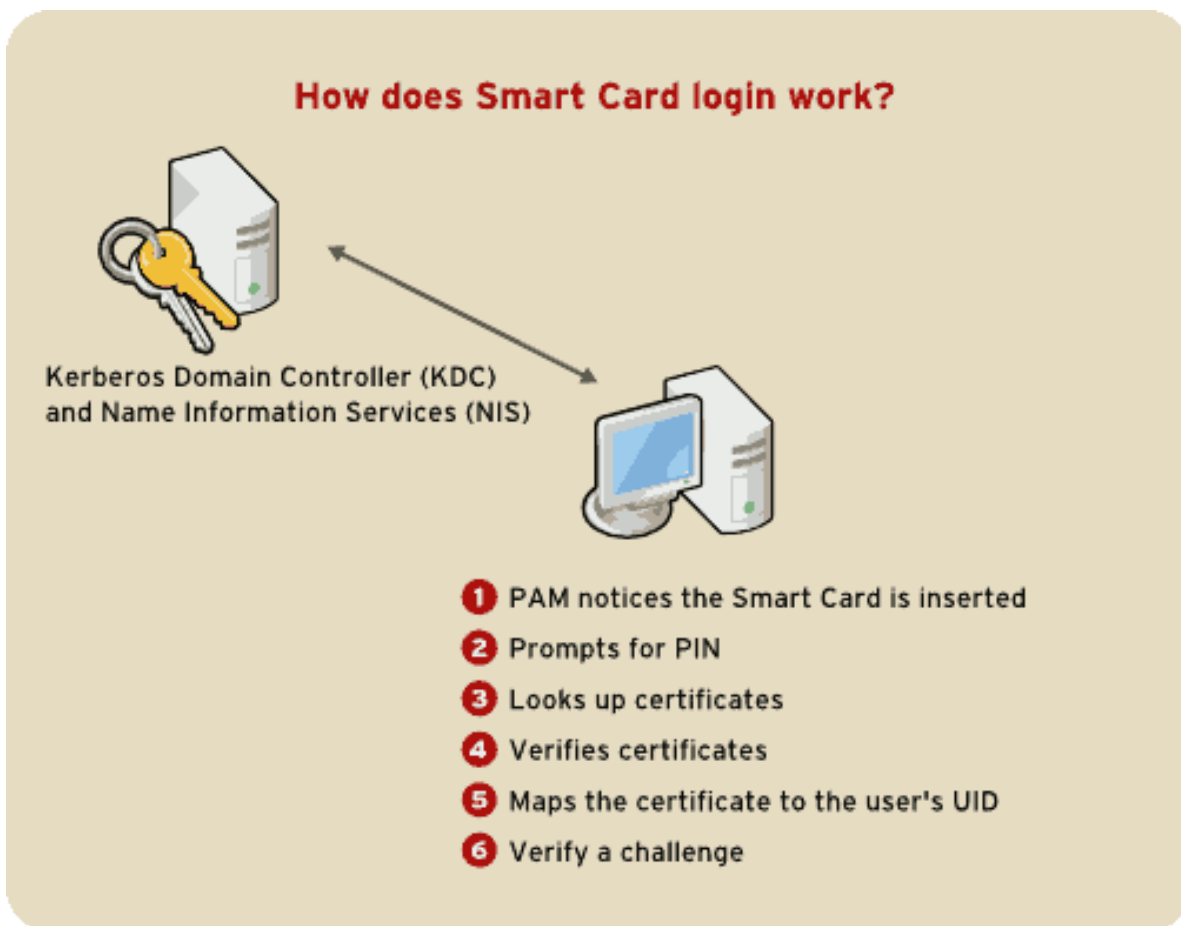 How does Smart Card login work?
Kerberos Domain Controller (KDC)
and Name Information Services (NIS)
1 PAM notices the Smart Card is inserted
2 Prompts for PIN
3 Looks up certificates
4 Verifies certificates
5 Maps the certificate to the user's UID
6 Verify a challenge